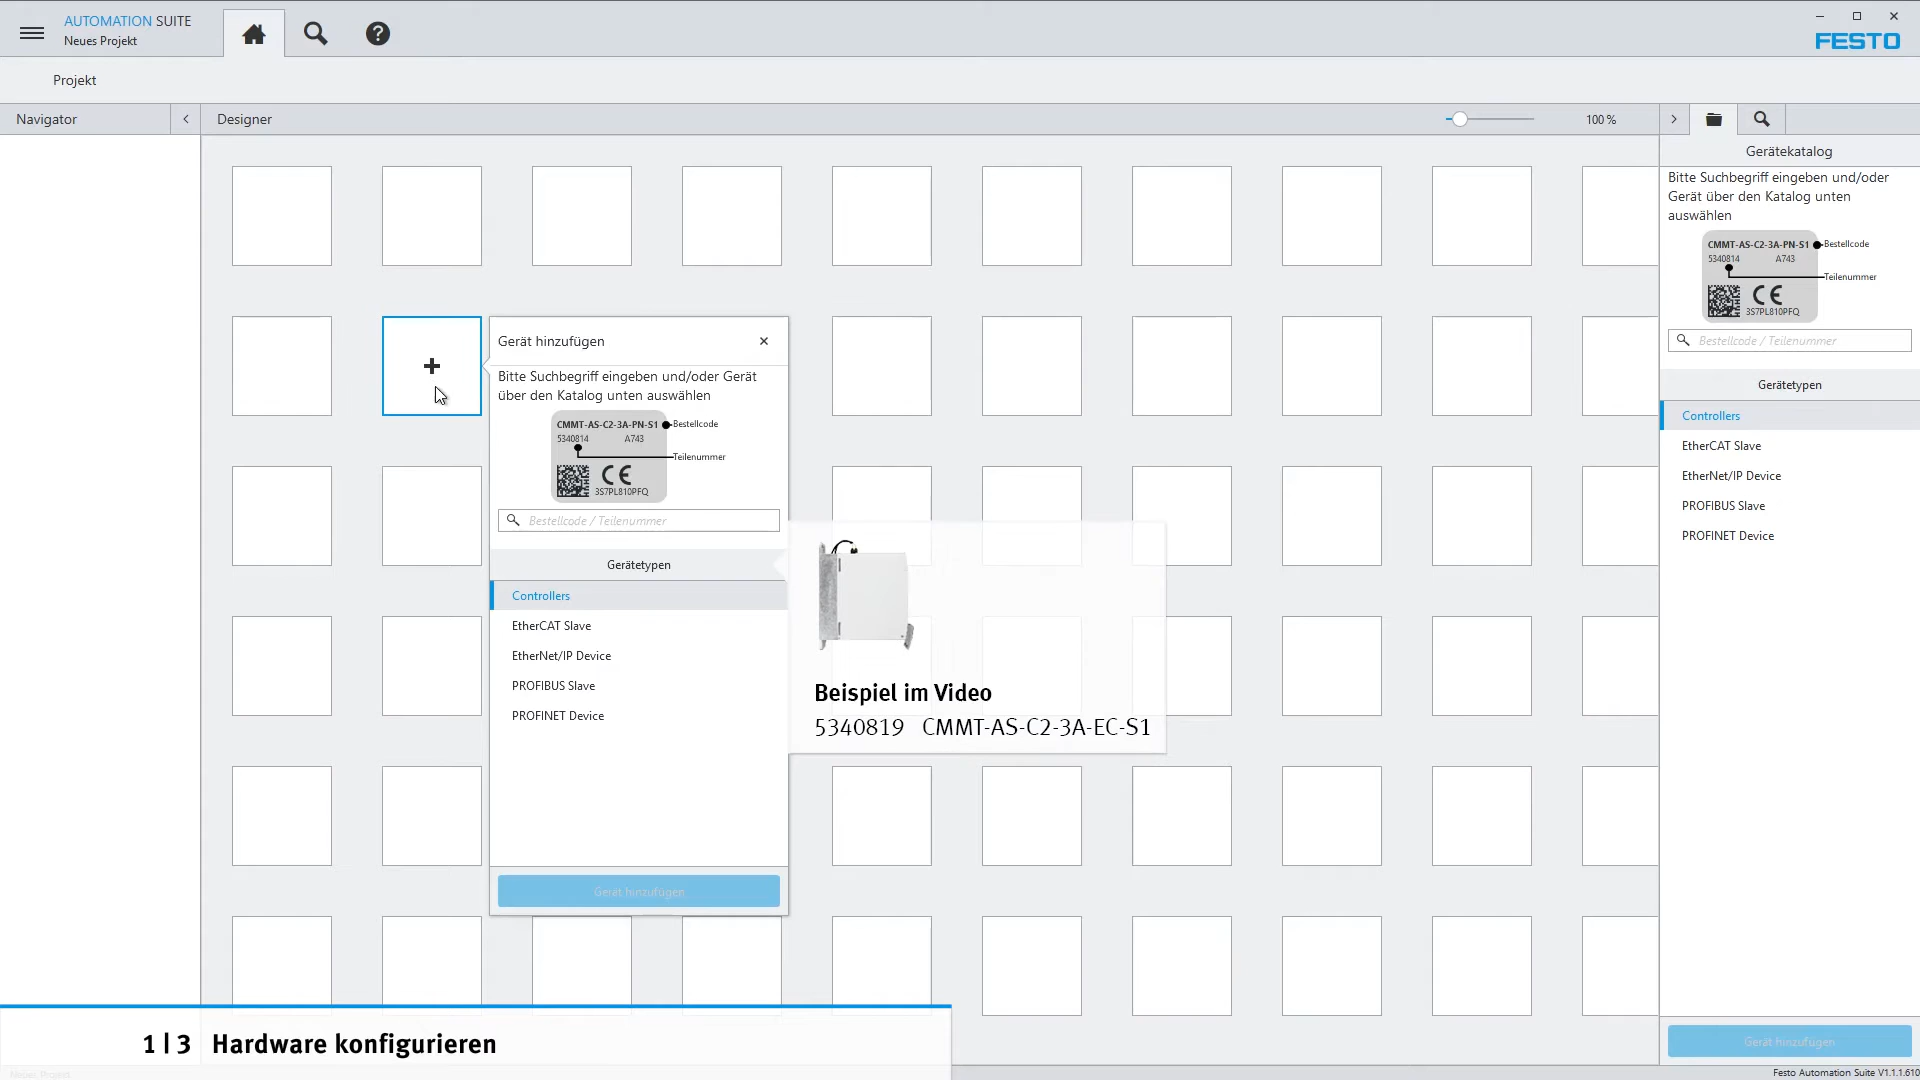 AUTOMATION SUITE
Neues Projekt
FESTO
Projekt
Navigator
Designer
100 %
Gerätekatalog
Bitte Suchbegriff eingeben und/oder
Gerät über den Katalog unten
auswählen
CMMT-AS-C2-3A-PN-S1 Bestellcode
5340814 A743
Teilenummer
CE
3S7PL810PFQ
Bestellcode / Teilenummer
Gerätetypen
Controllers
EtherCAT Slave
EtherNet/IP Device
PROFIBUS Slave
PROFINET Device
Gerät hinzufügen
Gerät hinzufügen
Bitte Suchbegriff eingeben und/oder Gerät
über den Katalog unten auswählen
CMMT-AS-C2-3A-PN-S1 Bestellcode
5340814 A743
Teilenummer
CE
3S7PL810PFQ
Bestellcode / Teilenummer
Gerätetypen
Controllers
EtherCAT Slave
EtherNet/IP Device
PROFIBUS Slave
PROFINET Device
Gerät hinzufügen
Beispiel im Video
5340819 CMMT-AS-C2-3A-EC-S1
1 | 3 Hardware konfigurieren
Neues Projekt
Festo Automation Suite V1.1.1.610